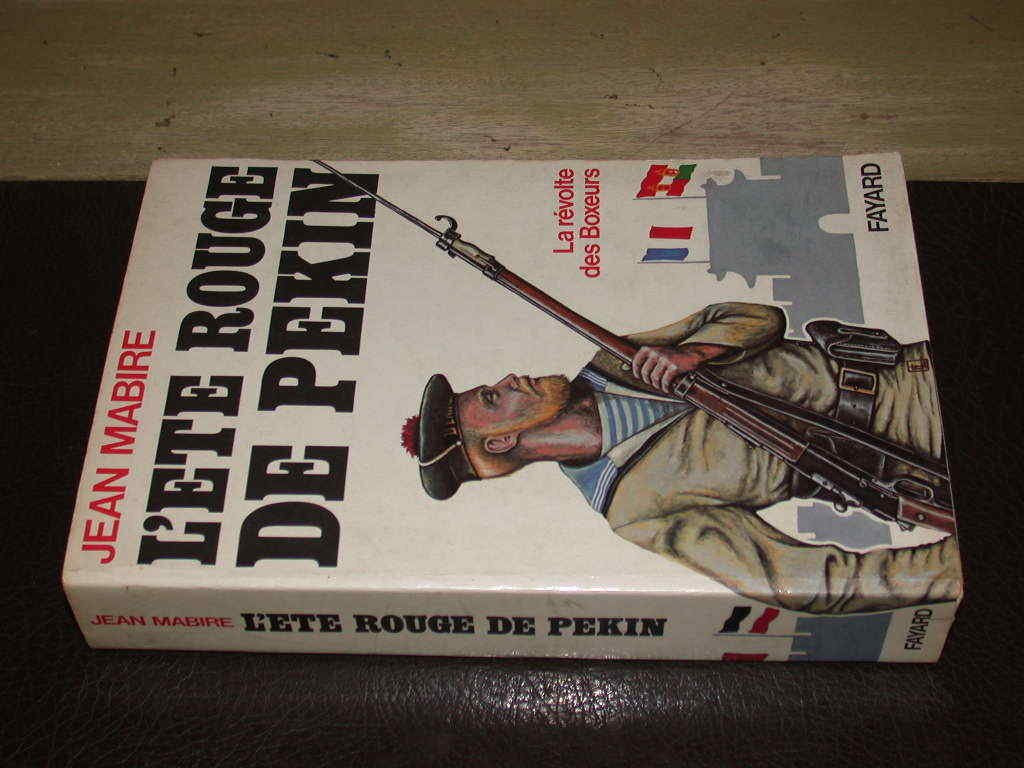 JEAN MABIRE
L'ETE ROUGE
DE PEKIN
La révolte
des Boxeurs
FAYARD
JEAN MABIRE L'ETE ROUGE DE PEKIN
FAYARD